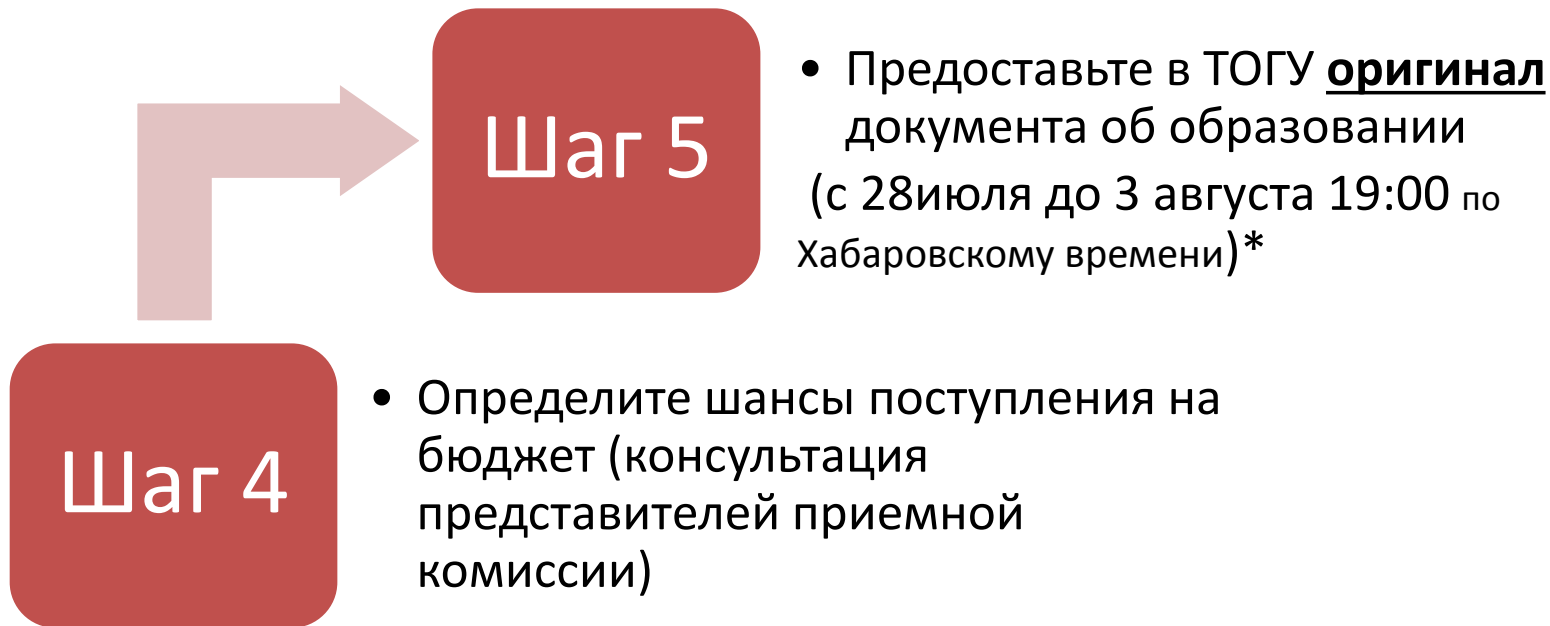 Шаг 5
• Предоставьте в ТОГУ оригинал
документа об образовании
(с 28июля до 3 августа 19:00 по
Хабаровскому времени)*
Шаг 4
• Определите шансы поступления на
бюджет (консультация
представителей приемной
комиссии)